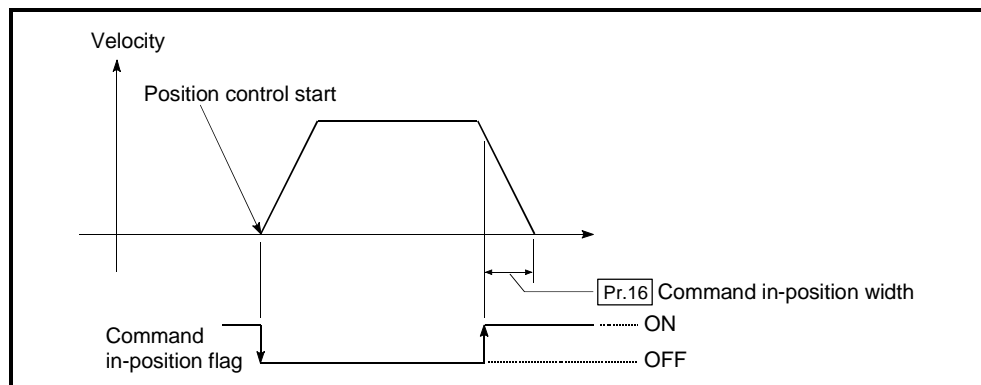 Velocity
Position control start
Pr.16 Command in-position width
ON
Command
in-position flag
OFF